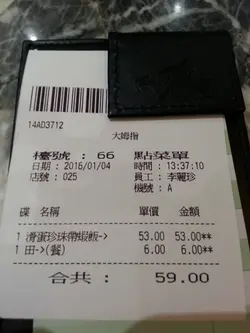 14AD3712
大姆指
檯號：66 點菜單
日期：2016/01/04 時間：13:37:10
店號：025 員工：李麗珍
機號：A
碟 名稱 單價 金額
1 滑蛋珍珠帶蝦飯-> 53.00 53.00**
1 田->(餐) 6.00 6.00**
合共： 59.00